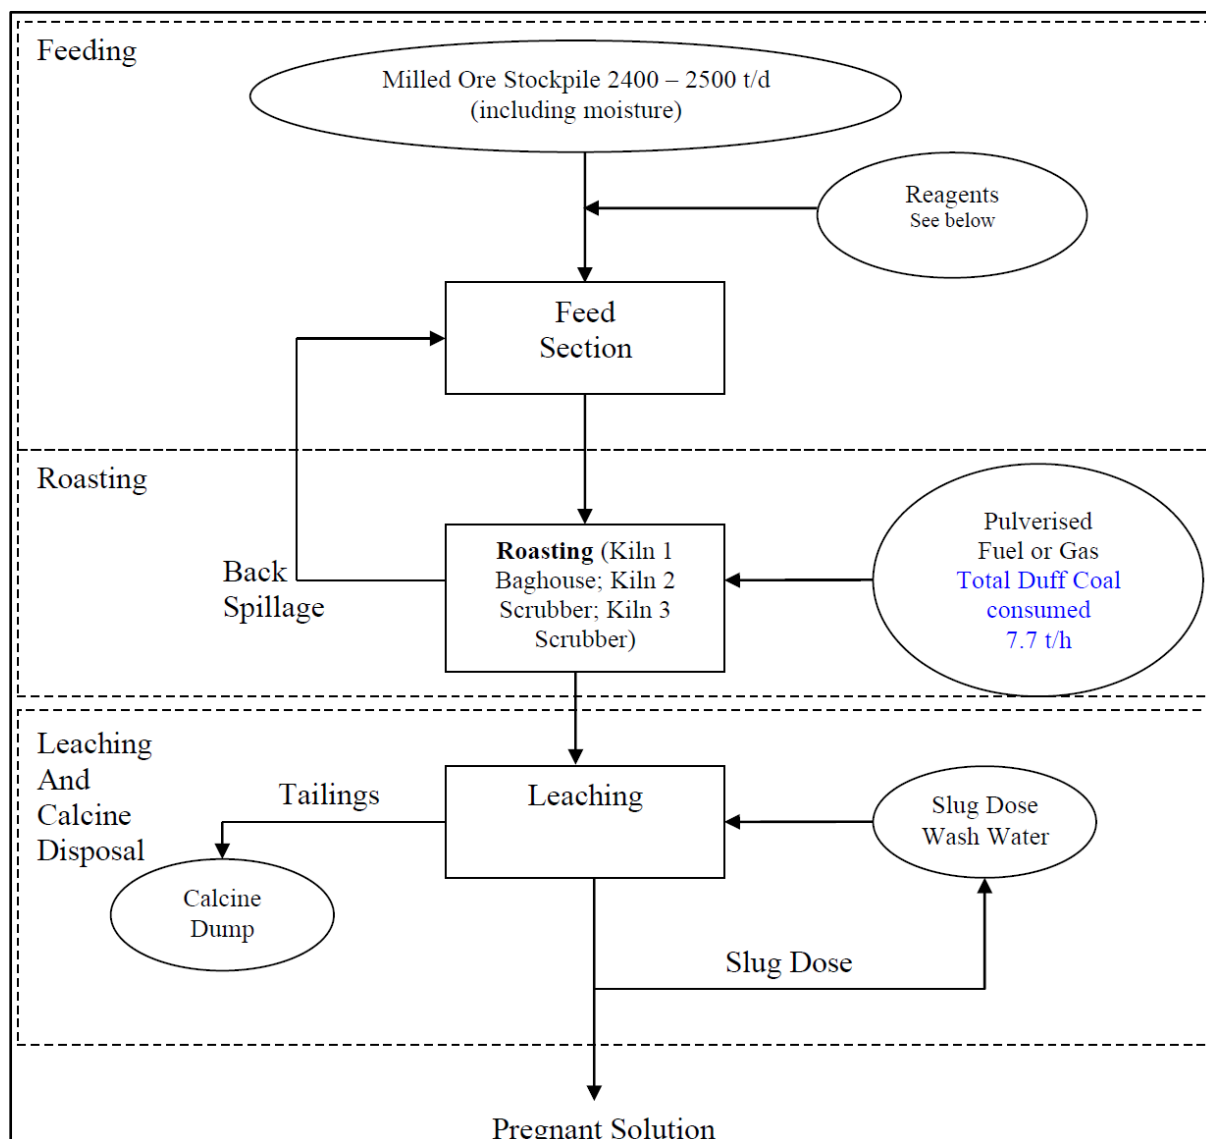 Feeding
Milled Ore Stockpile 2400 – 2500 t/d
(including moisture)
Reagents
See below
Feed
Section
Roasting
Back
Spillage
Roasting (Kiln 1
Baghouse; Kiln 2
Scrubber; Kiln 3
Scrubber)
Pulverised
Fuel or Gas
Total Duff Coal
consumed
7.7 t/h
Leaching
And
Calcine
Disposal
Tailings
Leaching
Slug Dose
Wash Water
Calcine
Dump
Slug Dose
Pregnant Solution